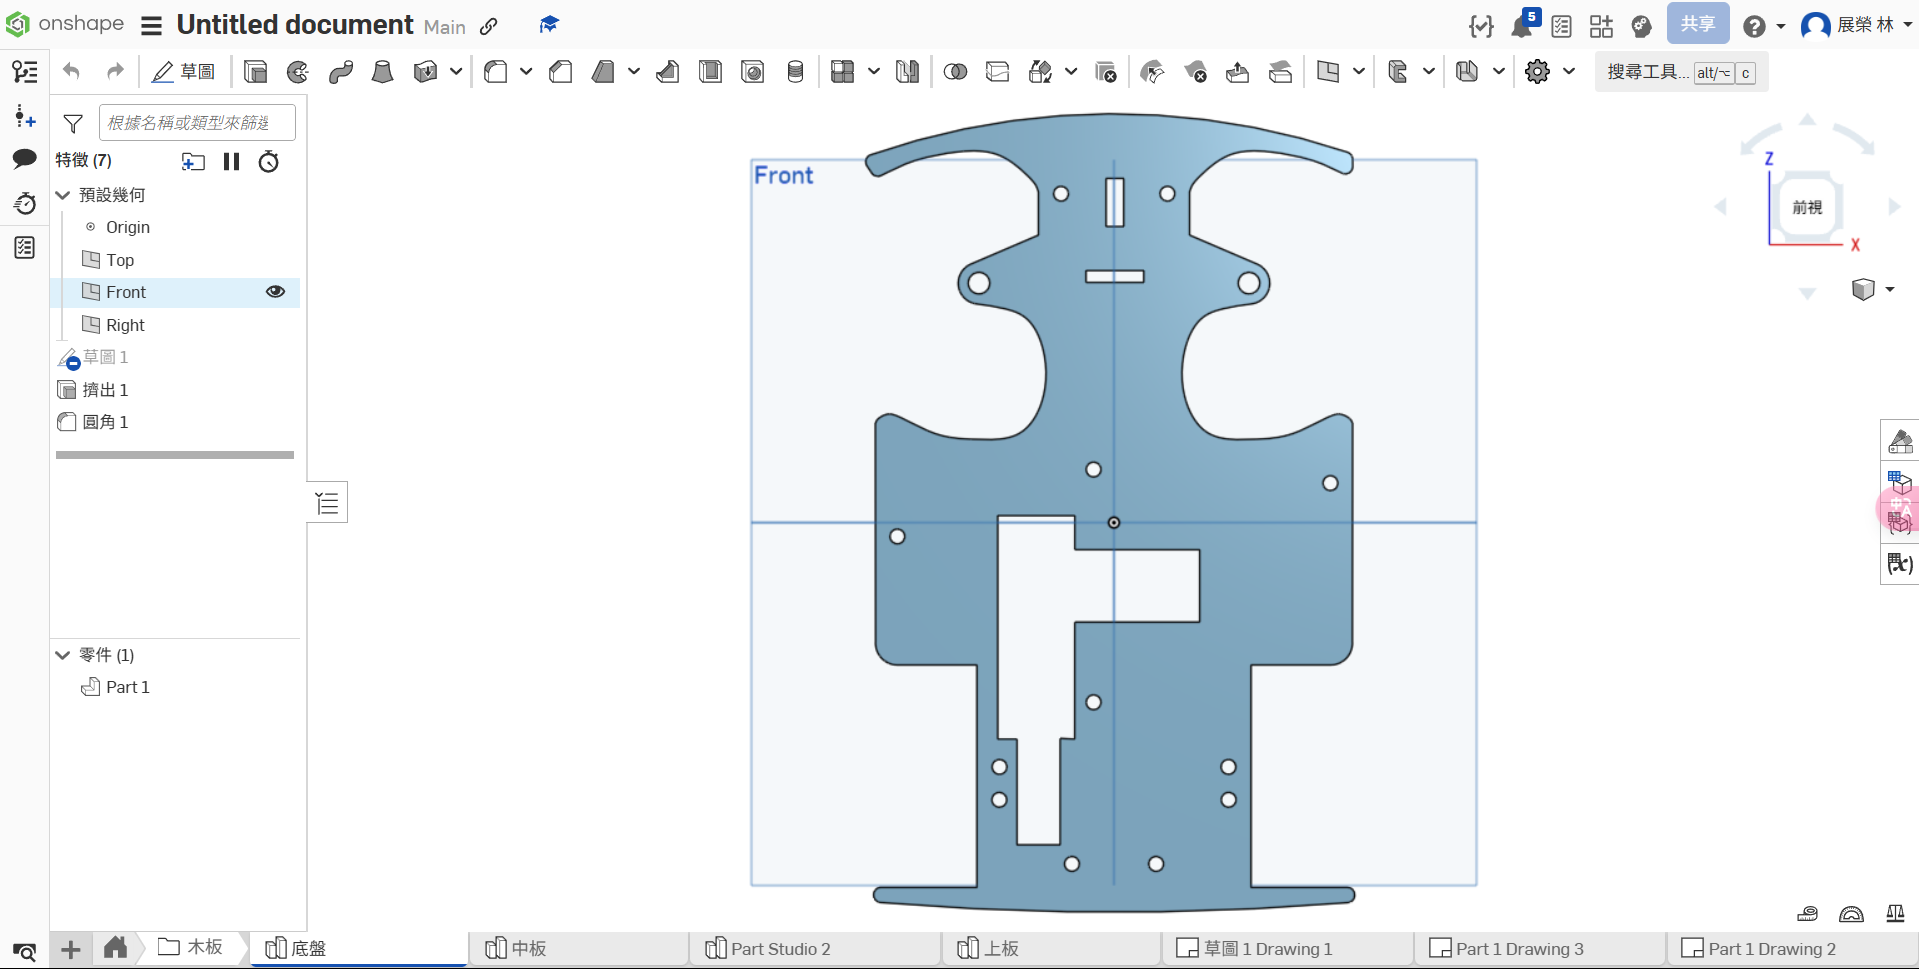 onshape
Untitled document
Main
5
共享
展榮 林
草圖
搜尋工具...
alt/⌥
c
根據名稱或類型來篩選
特徵 (7)
預設幾何
Origin
Top
Front
Right
草圖 1
擠出 1
圓角 1
零件 (1)
Part 1
Front
Z
前視
X
中
A
(x)
木板
底盤
中板
Part Studio 2
上板
草圖 1 Drawing 1
Part 1 Drawing 3
Part 1 Drawing 2